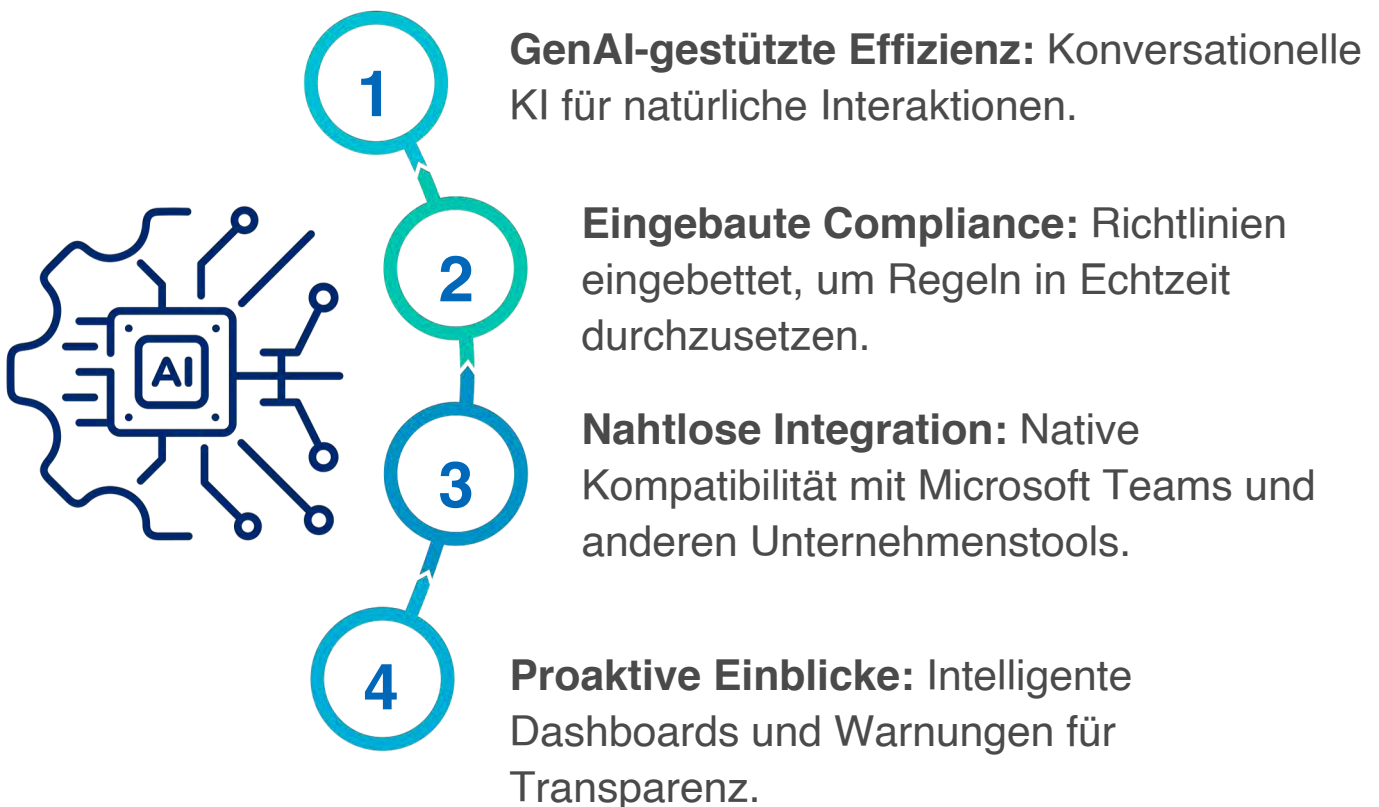 1
GenAI-gestützte Effizienz: Konversationelle
KI für natürliche Interaktionen.
2
Eingebaute Compliance: Richtlinien
eingebettet, um Regeln in Echtzeit
durchzusetzen.
AI
3
Nahtlose Integration: Native
Kompatibilität mit Microsoft Teams und
anderen Unternehmenstools.
4
Proaktive Einblicke: Intelligente
Dashboards und Warnungen für
Transparenz.